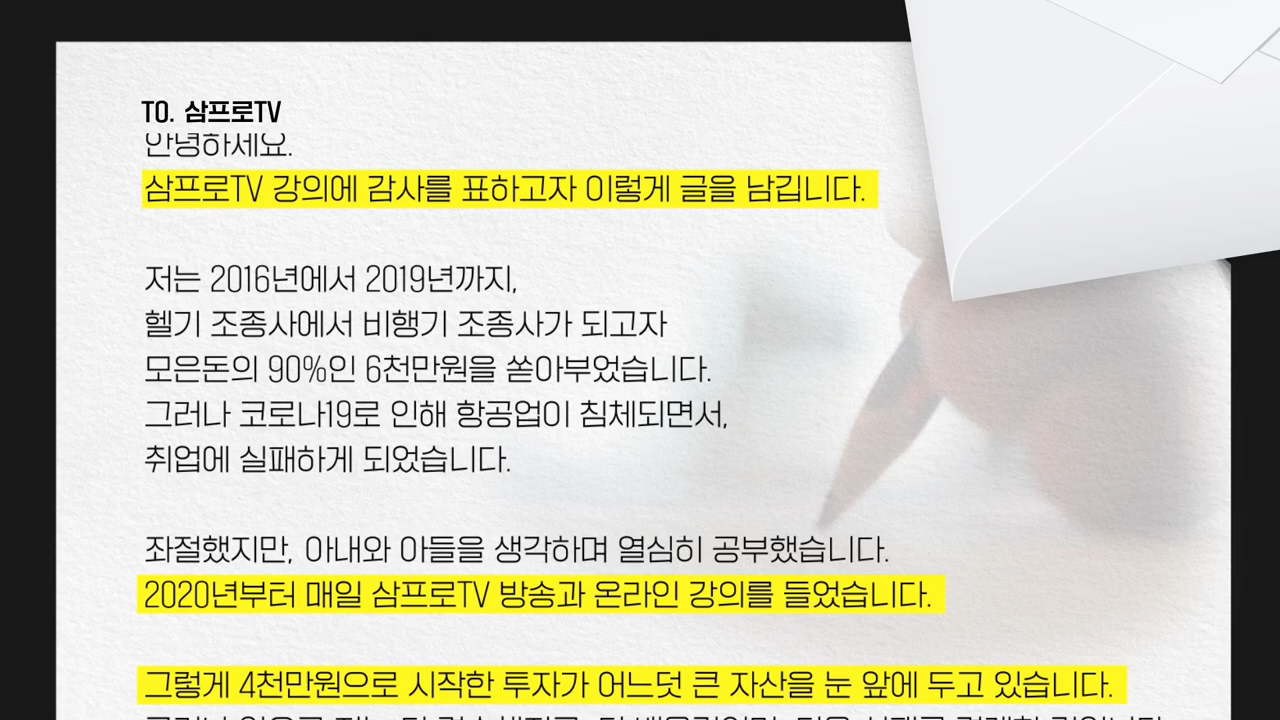 TO. 삼프로TV
안녕하세요.
삼프로TV 강의에 감사를 표하고자 이렇게 글을 남깁니다.
저는 2016년에서 2019년까지,
헬기 조종사에서 비행기 조종사가 되고자
모은돈의 90%인 6천만원을 쏟아부었습니다.
그러나 코로나19로 인해 항공업이 침체되면서,
취업에 실패하게 되었습니다.
좌절했지만, 아내와 아들을 생각하며 열심히 공부했습니다.
2020년부터 매일 삼프로TV 방송과 온라인 강의를 들었습니다.
그렇게 4천만원으로 시작한 투자가 어느덧 큰 자산을 눈 앞에 두고 있습니다.